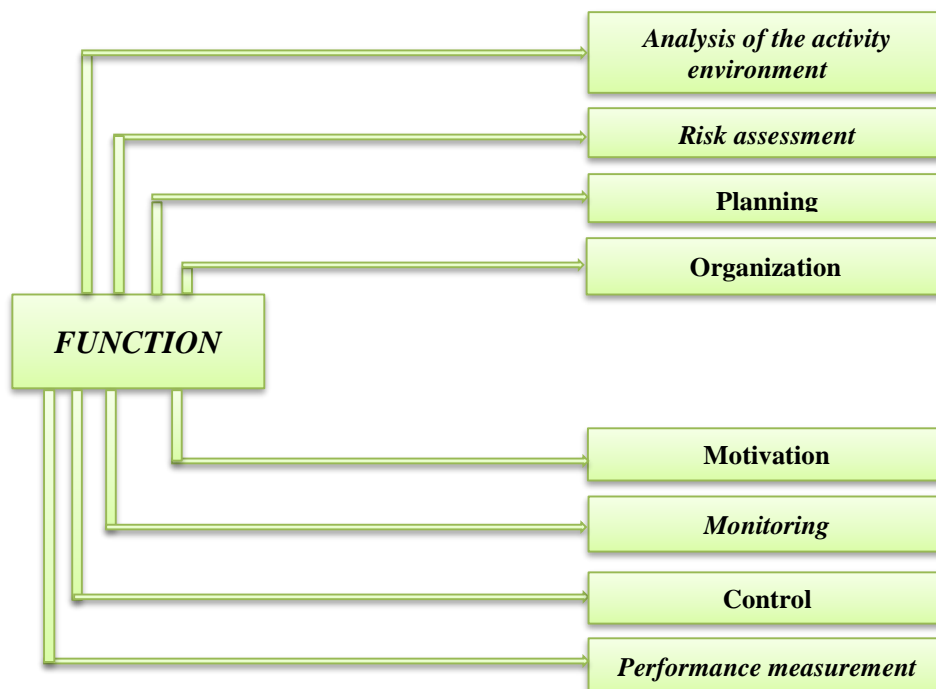 Analysis of the activity
environment
Risk assessment
Planning
Organization
FUNCTION
Motivation
Monitoring
Control
Performance measurement